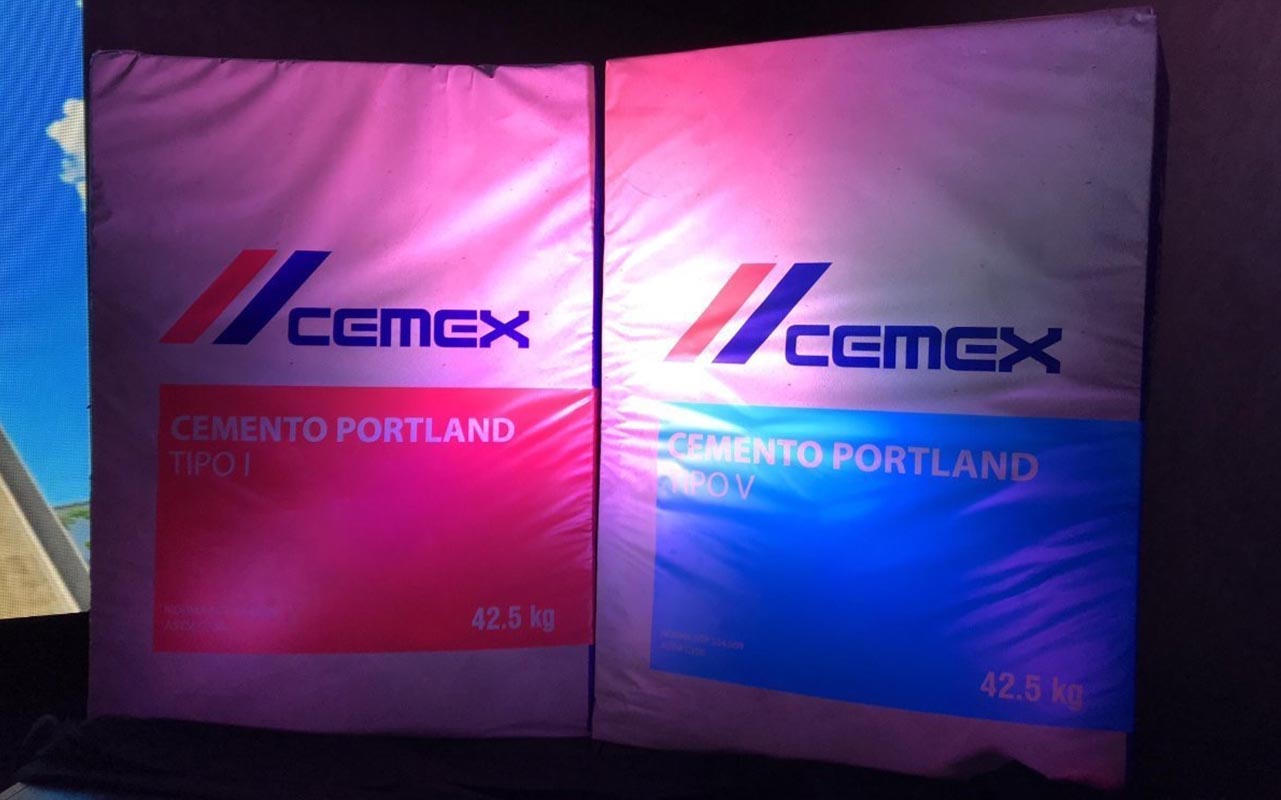 CEMEX
CEMENTO PORTLAND
TIPO I
42.5 kg
CEMEX
CEMENTO PORTLAND
TIPO V
42.5 kg